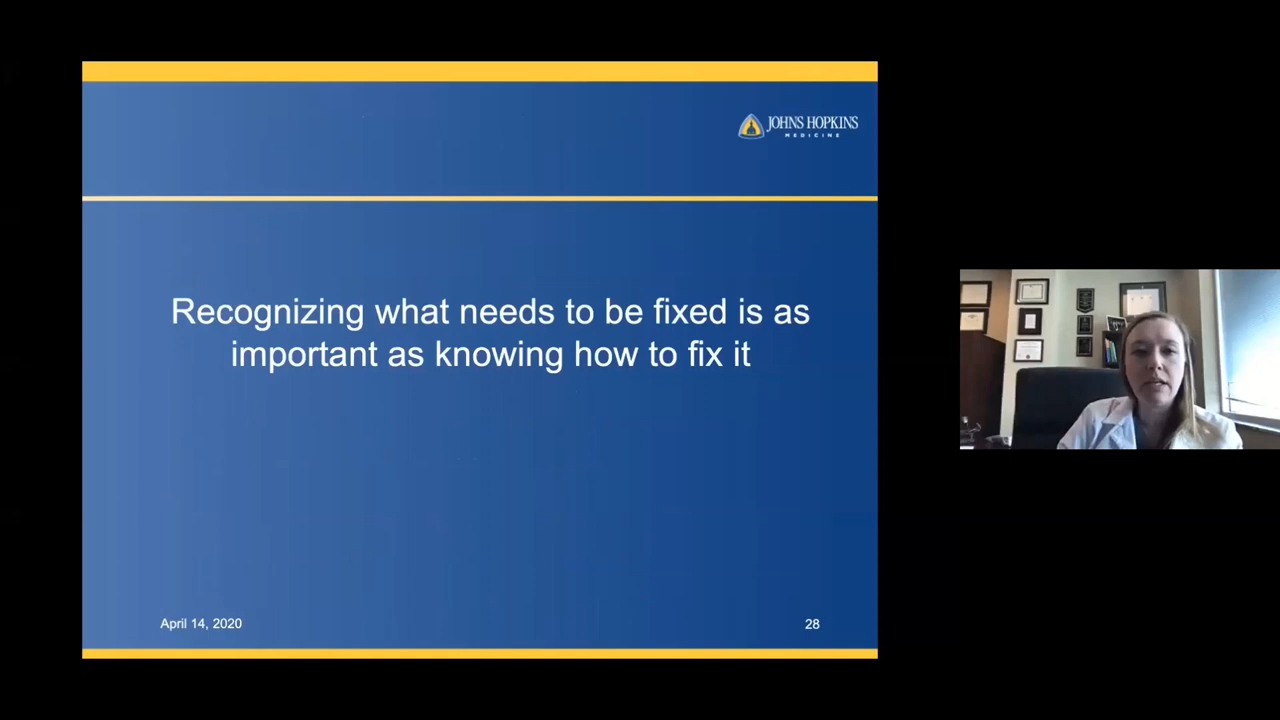 JOHNS HOPKINS
MEDICINE
Recognizing what needs to be fixed is as
important as knowing how to fix it
April 14, 2020
28